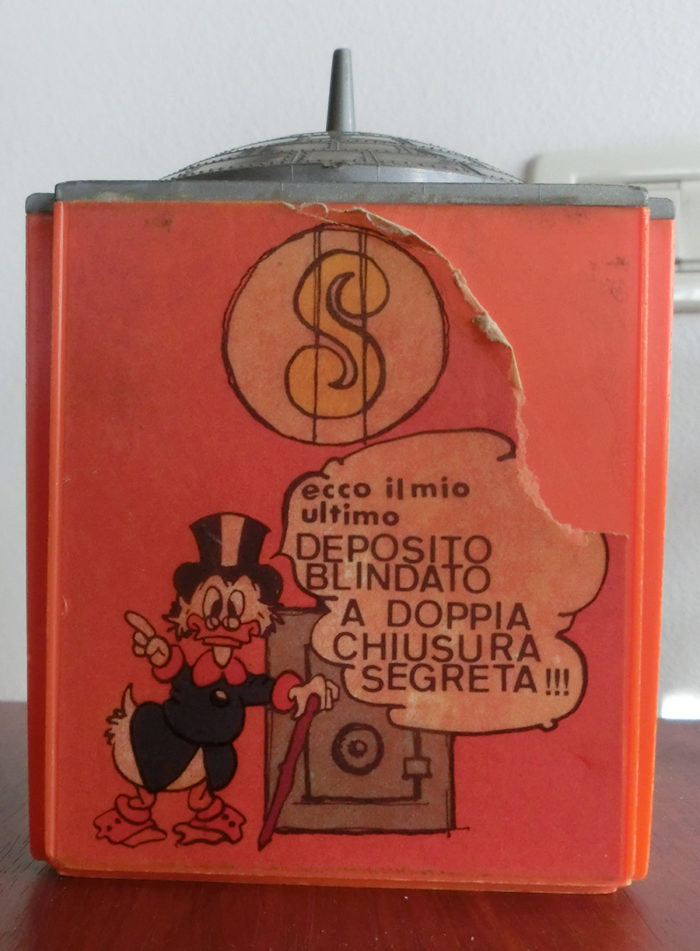 $
ecco il mio
ultimo
DEPOSITO
BLINDATO
A DOPPIA
CHIUSURA
SEGRETA!!!